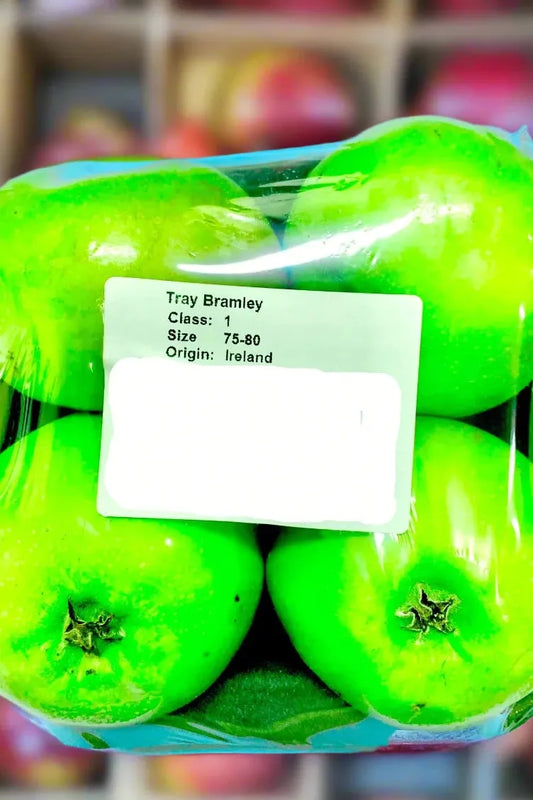 Tray Bramley
Class: 1
Size 75-80
Origin: Ireland